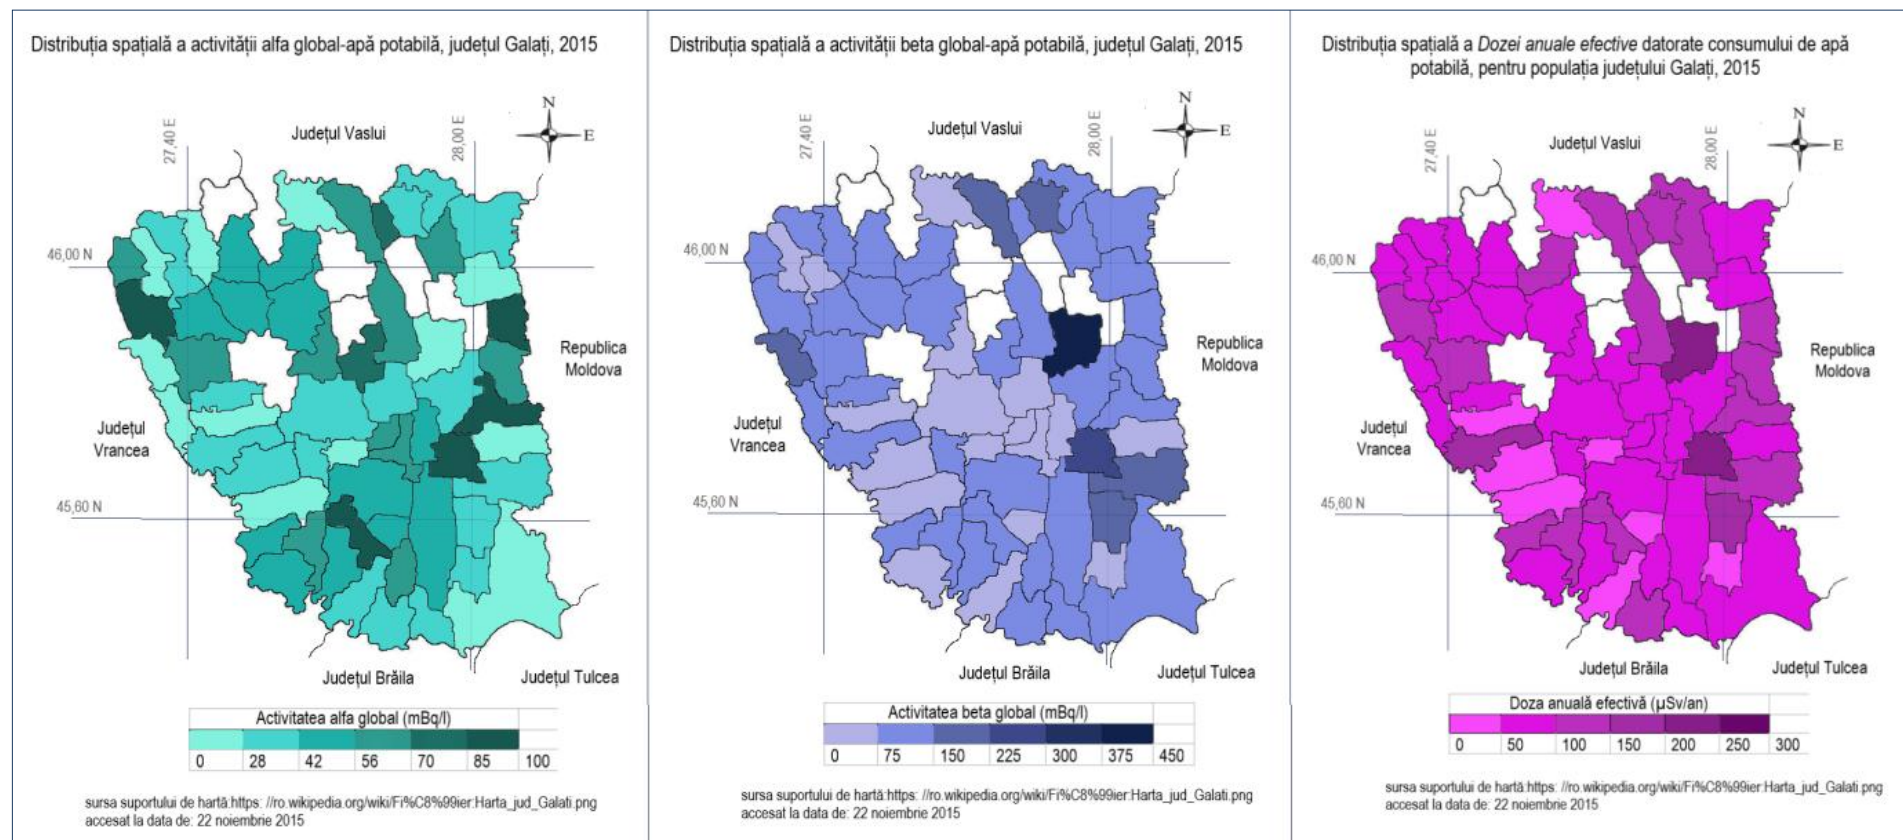 Distribuția spațială a activității alfa global-apă potabilă, județul Galați, 2015
N
E
27,40 E
28,00 E
Județul Vaslui
46,00 N
Republica
Moldova
Județul
Vrancea
45,60 N
Județul Brăila
Județul Tulcea
Activitatea alfa global (mBq/l)
0 28 42 56 70 85 100
sursa suportului de hartă:https: //ro.wikipedia.org/wiki/Fi%C8%99ier:Harta_jud_Galati.png
accesat la data de: 22 noiembrie 2015
Distribuția spațială a activității beta global-apă potabilă, județul Galați, 2015
N
E
27,40 E
28,00 E
Județul Vaslui
46,00 N
Republica
Moldova
Județul
Vrancea
45,60 N
Județul Brăila
Județul Tulcea
Activitatea beta global (mBq/l)
0 75 150 225 300 375 450
sursa suportului de hartă:https: //ro.wikipedia.org/wiki/Fi%C8%99ier:Harta_jud_Galati.png
accesat la data de: 22 noiembrie 2015
Distribuția spațială a Dozei anuale efective datorate consumului de apă
potabilă, pentru populația județului Galați, 2015
N
E
27,40 E
28,00 E
Județul Vaslui
46,00 N
Republica
Moldova
Județul
Vrancea
45,60 N
Județul Brăila
Județul Tulcea
Doza anuală efectivă (µSv/an)
0 50 100 150 200 250 300
sursa suportului de hartă:https: //ro.wikipedia.org/wiki/Fi%C8%99ier:Harta_jud_Galati.png
accesat la data de: 22 noiembrie 2015